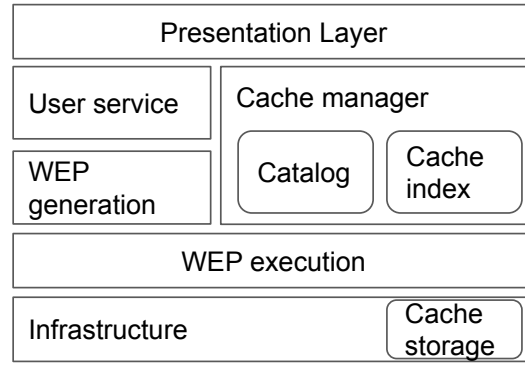 Presentation Layer
User service
Cache manager
Catalog
Cache
index
WEP
generation
WEP execution
Infrastructure
Cache
storage